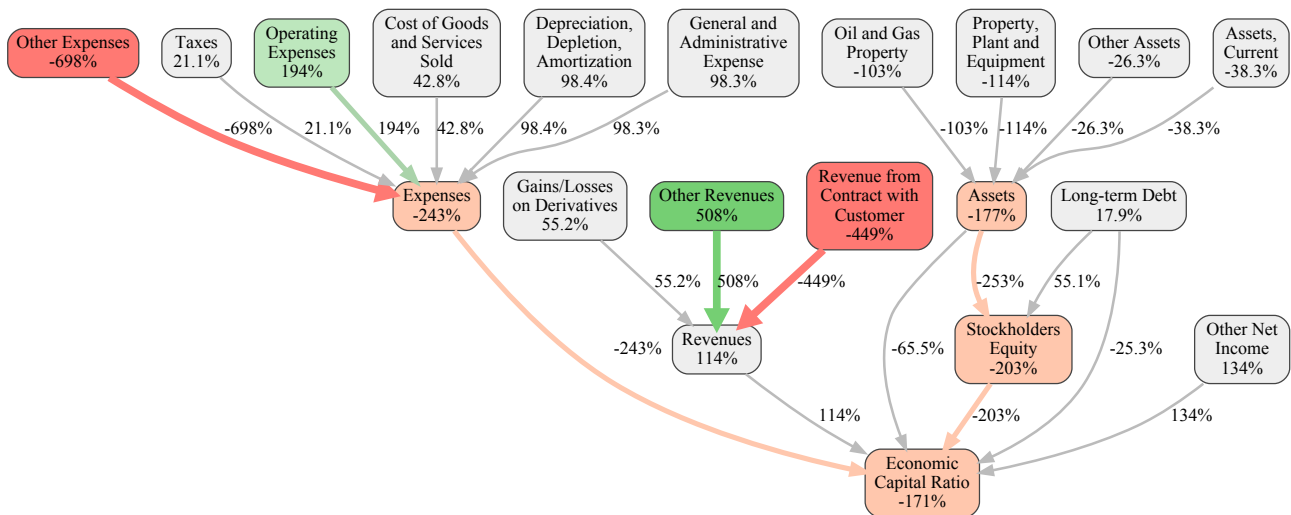 Other Expenses
-698%
Taxes
21.1%
Operating
Expenses
194%
Cost of Goods
and Services
Sold
42.8%
Depreciation,
Depletion,
Amortization
98.4%
General and
Administrative
Expense
98.3%
Oil and Gas
Property
-103%
Property,
Plant and
Equipment
-114%
Other Assets
-26.3%
Assets,
Current
-38.3%
-698%
21.1%
194%
42.8%
98.4%
98.3%
-103%
-114%
-26.3%
-38.3%
Expenses
-243%
Gains/Losses
on Derivatives
55.2%
Other Revenues
508%
Revenue from
Contract with
Customer
-449%
Assets
-177%
Long-term Debt
17.9%
55.2%
508%
-449%
-253%
55.1%
-243%
Revenues
114%
-65.5%
Stockholders
Equity
-203%
-25.3%
Other Net
Income
134%
114%
-203%
134%
Economic
Capital Ratio
-171%